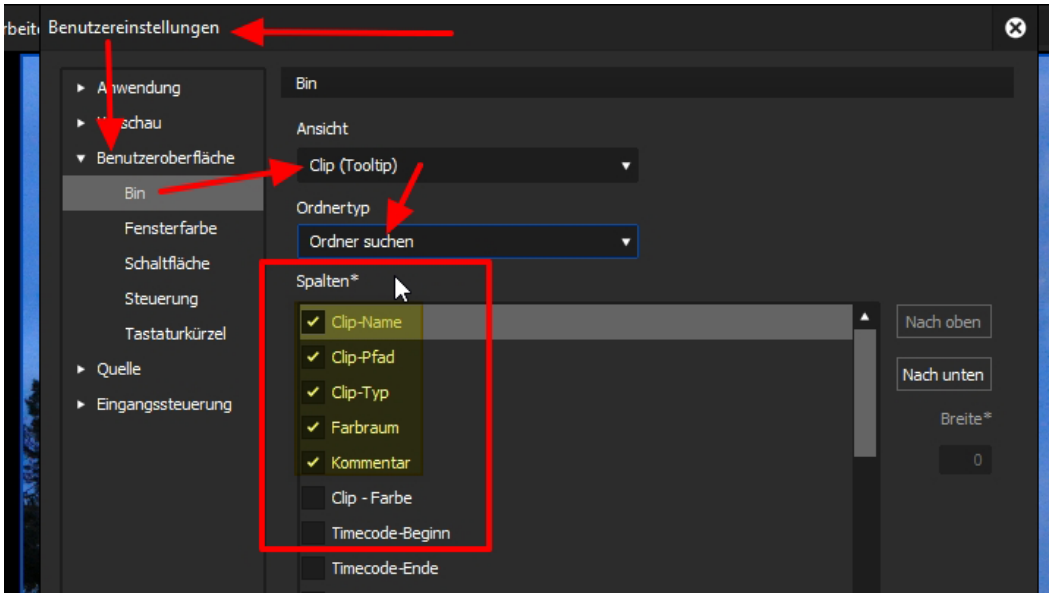 rbeite
Benutzereinstellungen
Anwendung
Vorschau
Benutzeroberfläche
Bin
Fensterfarbe
Schaltfläche
Steuerung
Tastaturkürzel
Quelle
Eingangssteuerung
Bin
Ansicht
Clip (Tooltip)
Ordnertyp
Ordner suchen
Spalten*
Clip-Name
Clip-Pfad
Clip-Typ
Farbraum
Kommentar
Clip - Farbe
Timecode-Beginn
Timecode-Ende
Nach oben
Nach unten
Breite*
0